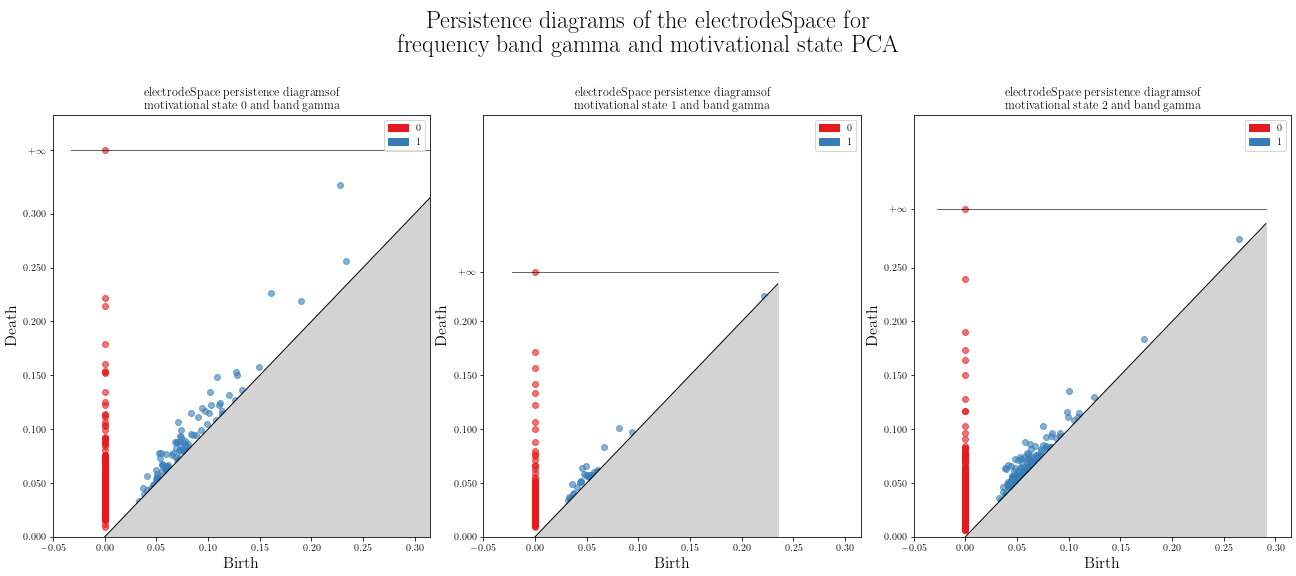 Persistence diagrams of the electrodeSpace for
frequency band gamma and motivational state PCA
electrodeSpace persistence diagramsof
motivational state 0 and band gamma
0
1
+∞
0.300
0.250
0.200
0.150
0.100
0.050
0.000
Death
−0.05 0.00 0.05 0.10 0.15 0.20 0.25 0.30
Birth
electrodeSpace persistence diagramsof
motivational state 1 and band gamma
0
1
+∞
0.200
0.150
0.100
0.050
0.000
Death
−0.05 0.00 0.05 0.10 0.15 0.20 0.25 0.30
Birth
electrodeSpace persistence diagramsof
motivational state 2 and band gamma
0
1
+∞
0.250
0.200
0.150
0.100
0.050
0.000
Death
−0.05 0.00 0.05 0.10 0.15 0.20 0.25 0.30
Birth